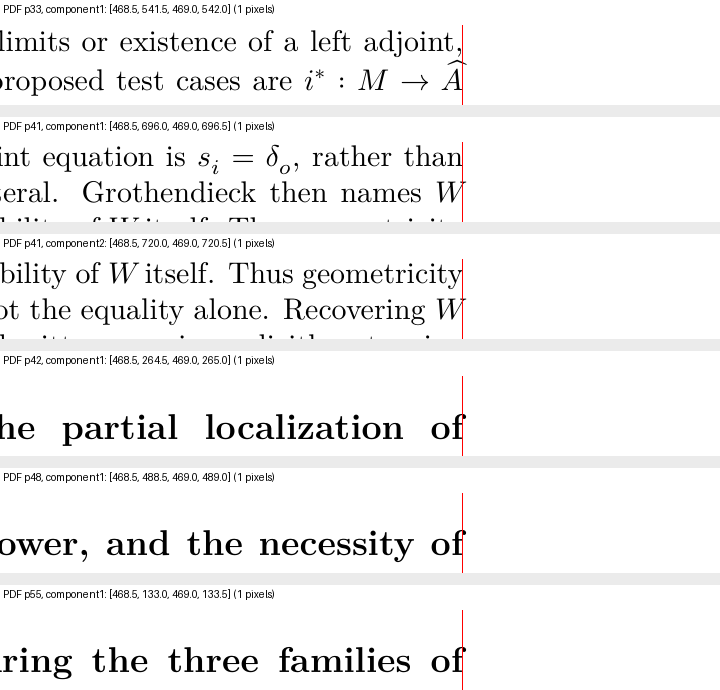 PDF p33, component1: [468.5, 541.5, 469.0, 542.0] (1 pixels)
limits or existence of a left adjoint,
proposed test cases are i* : M → Â
PDF p41, component1: [468.5, 696.0, 469.0, 696.5] (1 pixels)
int equation is s_i = δ_o, rather than
teral. Grothendieck then names W
PDF p41, component2: [468.5, 720.0, 469.0, 720.5] (1 pixels)
bility of W itself. Thus geometricity
ot the equality alone. Recovering W
PDF p42, component1: [468.5, 264.5, 469.0, 265.0] (1 pixels)
he partial localization of
PDF p48, component1: [468.5, 488.5, 469.0, 489.0] (1 pixels)
ower, and the necessity of
PDF p55, component1: [468.5, 133.0, 469.0, 133.5] (1 pixels)
ring the three families of